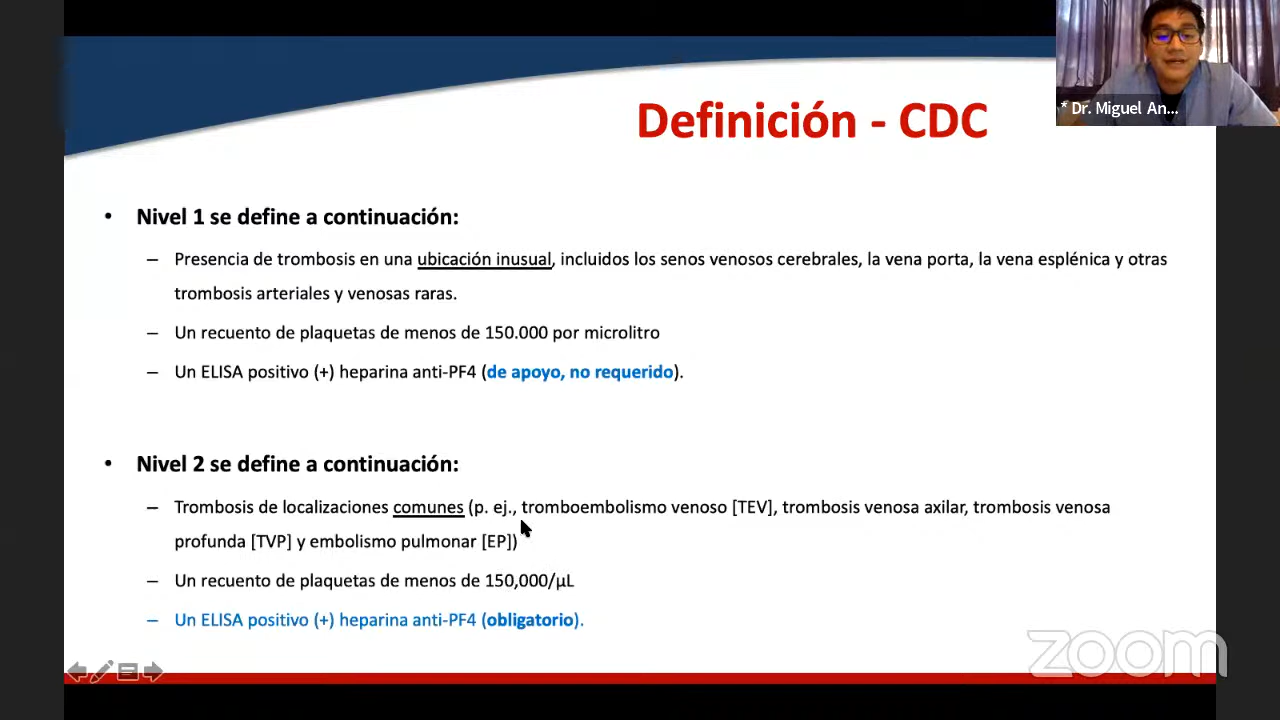 Definición - CDC
* Dr. Miguel An...
• Nivel 1 se define a continuación:
– Presencia de trombosis en una ubicación inusual, incluidos los senos venosos cerebrales, la vena porta, la vena esplénica y otras
trombosis arteriales y venosas raras.
– Un recuento de plaquetas de menos de 150.000 por microlitro
– Un ELISA positivo (+) heparina anti-PF4 (de apoyo, no requerido).
• Nivel 2 se define a continuación:
– Trombosis de localizaciones comunes (p. ej., tromboembolismo venoso [TEV], trombosis venosa axilar, trombosis venosa
profunda [TVP] y embolismo pulmonar [EP])
– Un recuento de plaquetas de menos de 150,000/µL
– Un ELISA positivo (+) heparina anti-PF4 (obligatorio).
zoom